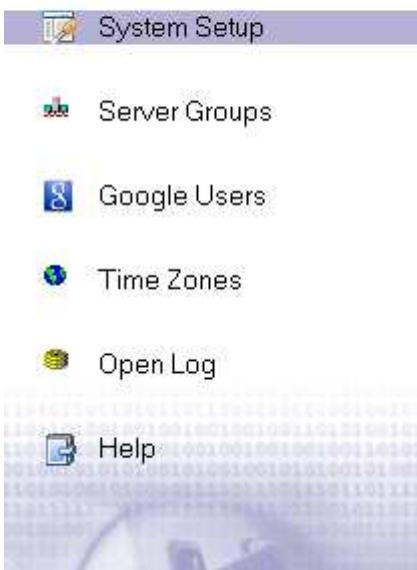 System Setup
Server Groups
Google Users
Time Zones
Open Log
Help